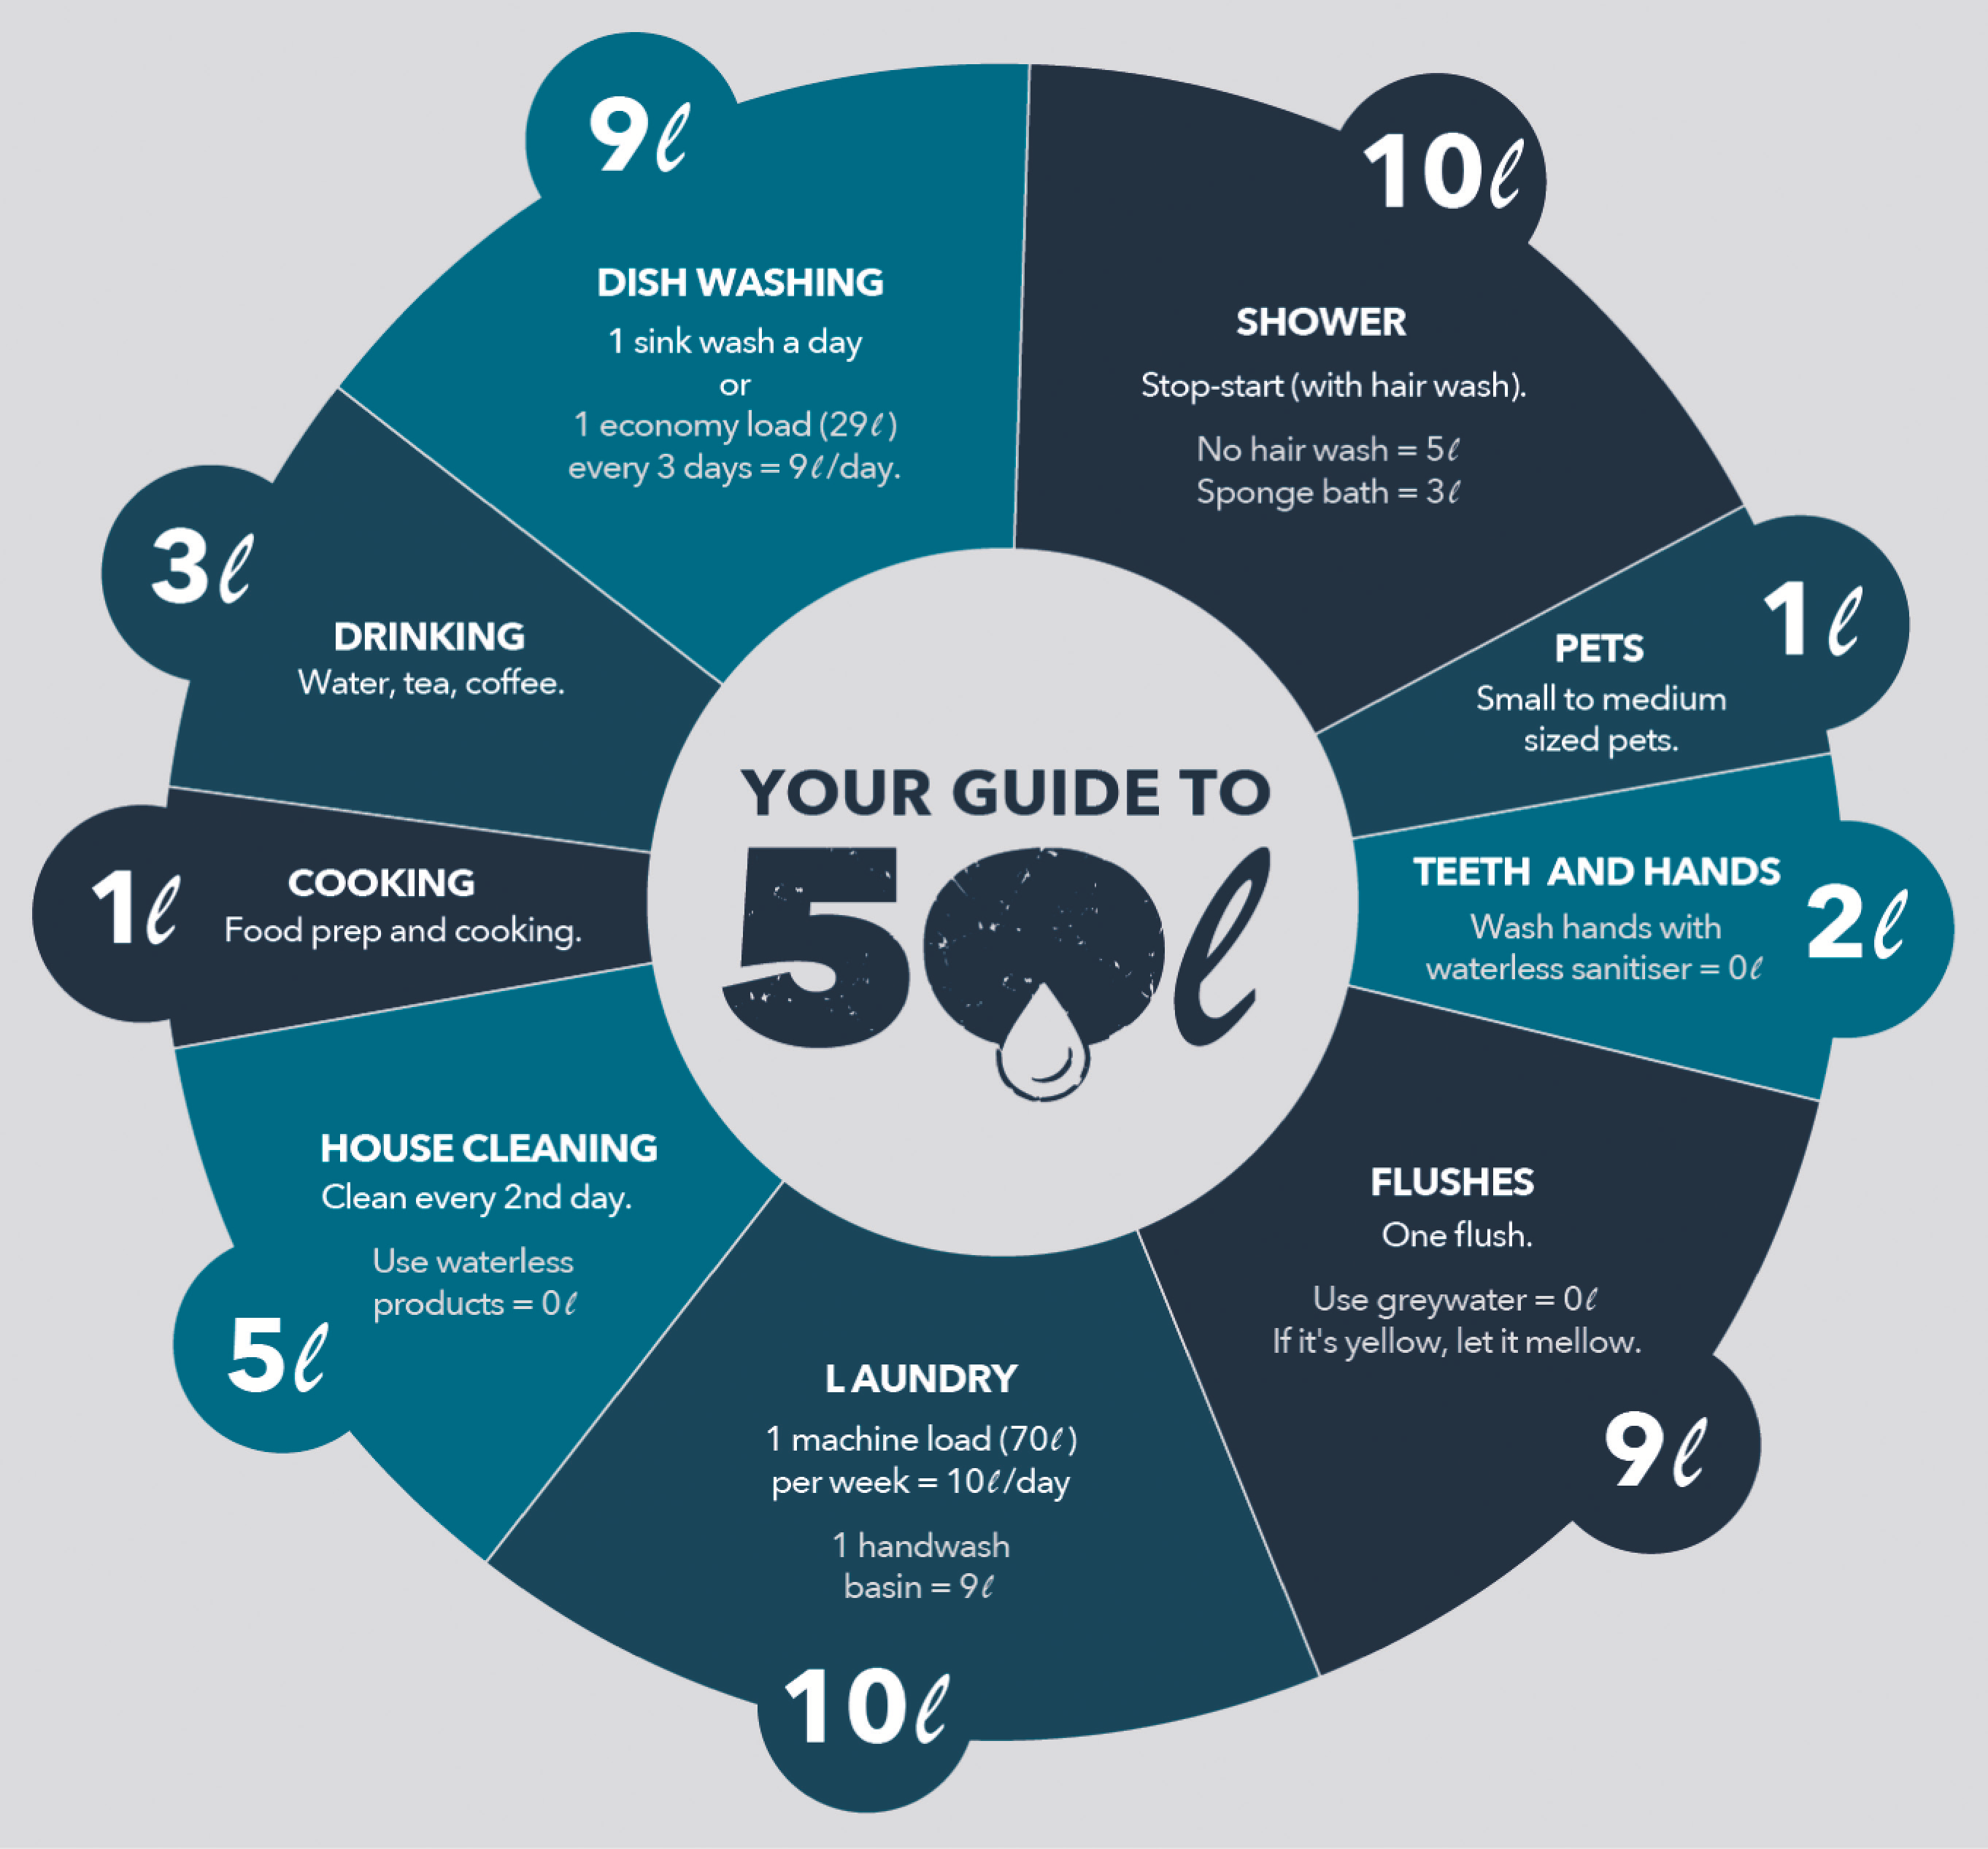 YOUR GUIDE TO
50ℓ
10ℓ
SHOWER
Stop-start (with hair wash).
No hair wash = 5ℓ
Sponge bath = 3ℓ
1ℓ
PETS
Small to medium
sized pets.
2ℓ
TEETH AND HANDS
Wash hands with
waterless sanitiser = 0ℓ
FLUSHES
One flush.
Use greywater = 0ℓ
If it's yellow, let it mellow.
9ℓ
LAUNDRY
1 machine load (70ℓ)
per week = 10ℓ/day
1 handwash
basin = 9ℓ
10ℓ
HOUSE CLEANING
Clean every 2nd day.
Use waterless
products = 0ℓ
5ℓ
1ℓ
COOKING
Food prep and cooking.
3ℓ
DRINKING
Water, tea, coffee.
9ℓ
DISH WASHING
1 sink wash a day
or
1 economy load (29ℓ)
every 3 days = 9ℓ/day.